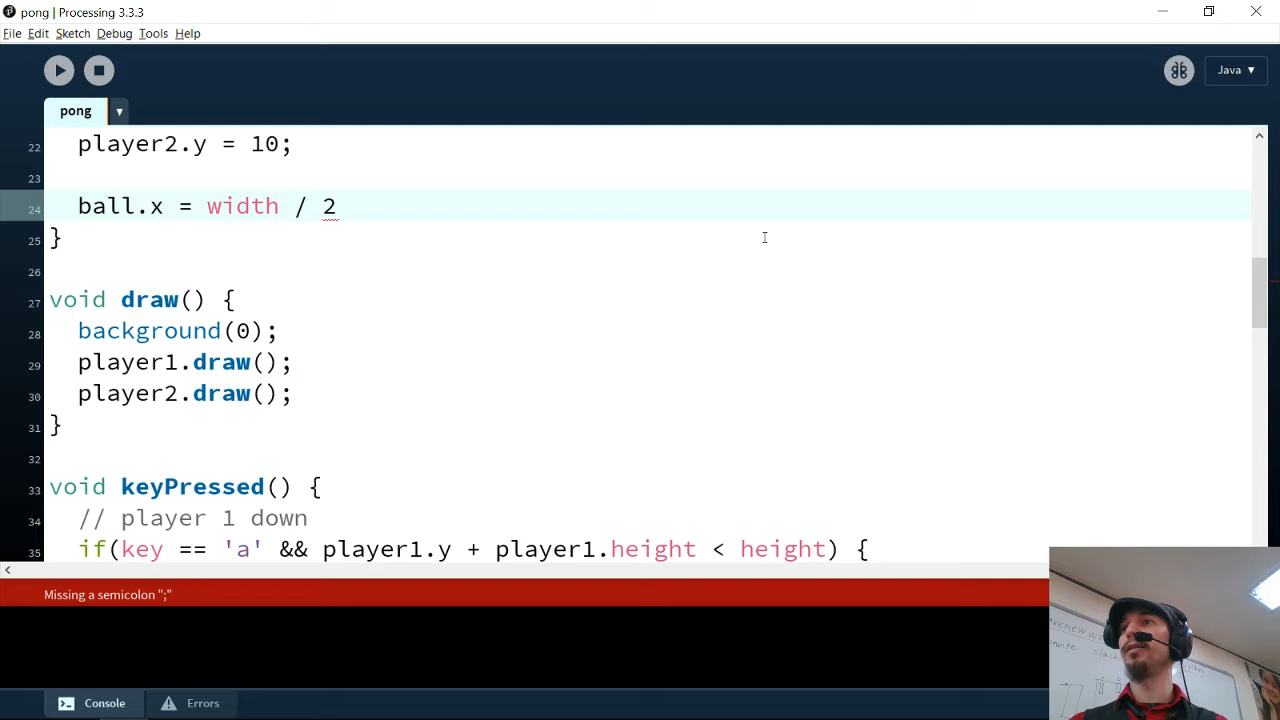 pong | Processing 3.3.3
File Edit Sketch Debug Tools Help
Java ▼
pong ▼
22 player2.y = 10;
23
24 ball.x = width / 2
25 }
26
27 void draw() {
28 background(0);
29 player1.draw();
30 player2.draw();
31 }
32
33 void keyPressed() {
34 // player 1 down
35 if(key == 'a' && player1.y + player1.height < height) {
Missing a semicolon ";"
Console Errors